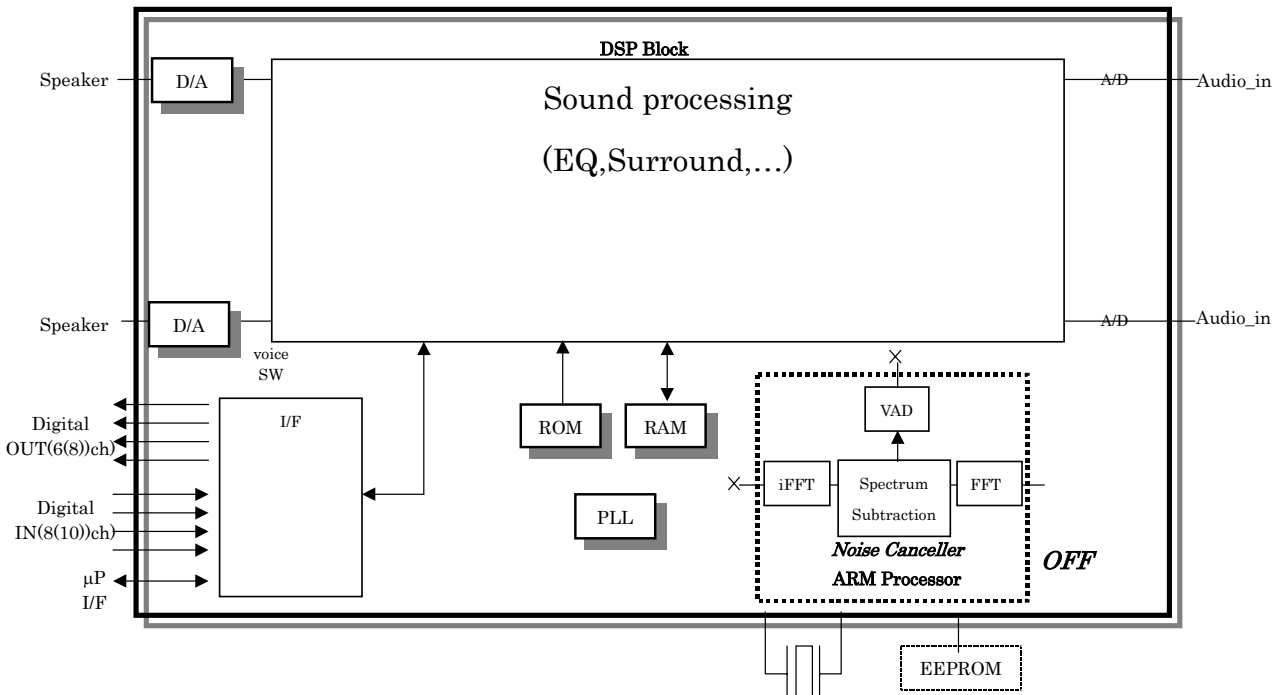 DSP Block
Speaker
D/A
Sound processing
(EQ,Surround,...)
A/D
Audio_in
Speaker
D/A
A/D
Audio_in
voice
SW
I/F
Digital
OUT(6(8))ch)
Digital
IN(8(10))ch)
µP
I/F
ROM
RAM
PLL
VAD
iFFT
Spectrum
Subtraction
FFT
Noise Canceller
ARM Processor
OFF
EEPROM